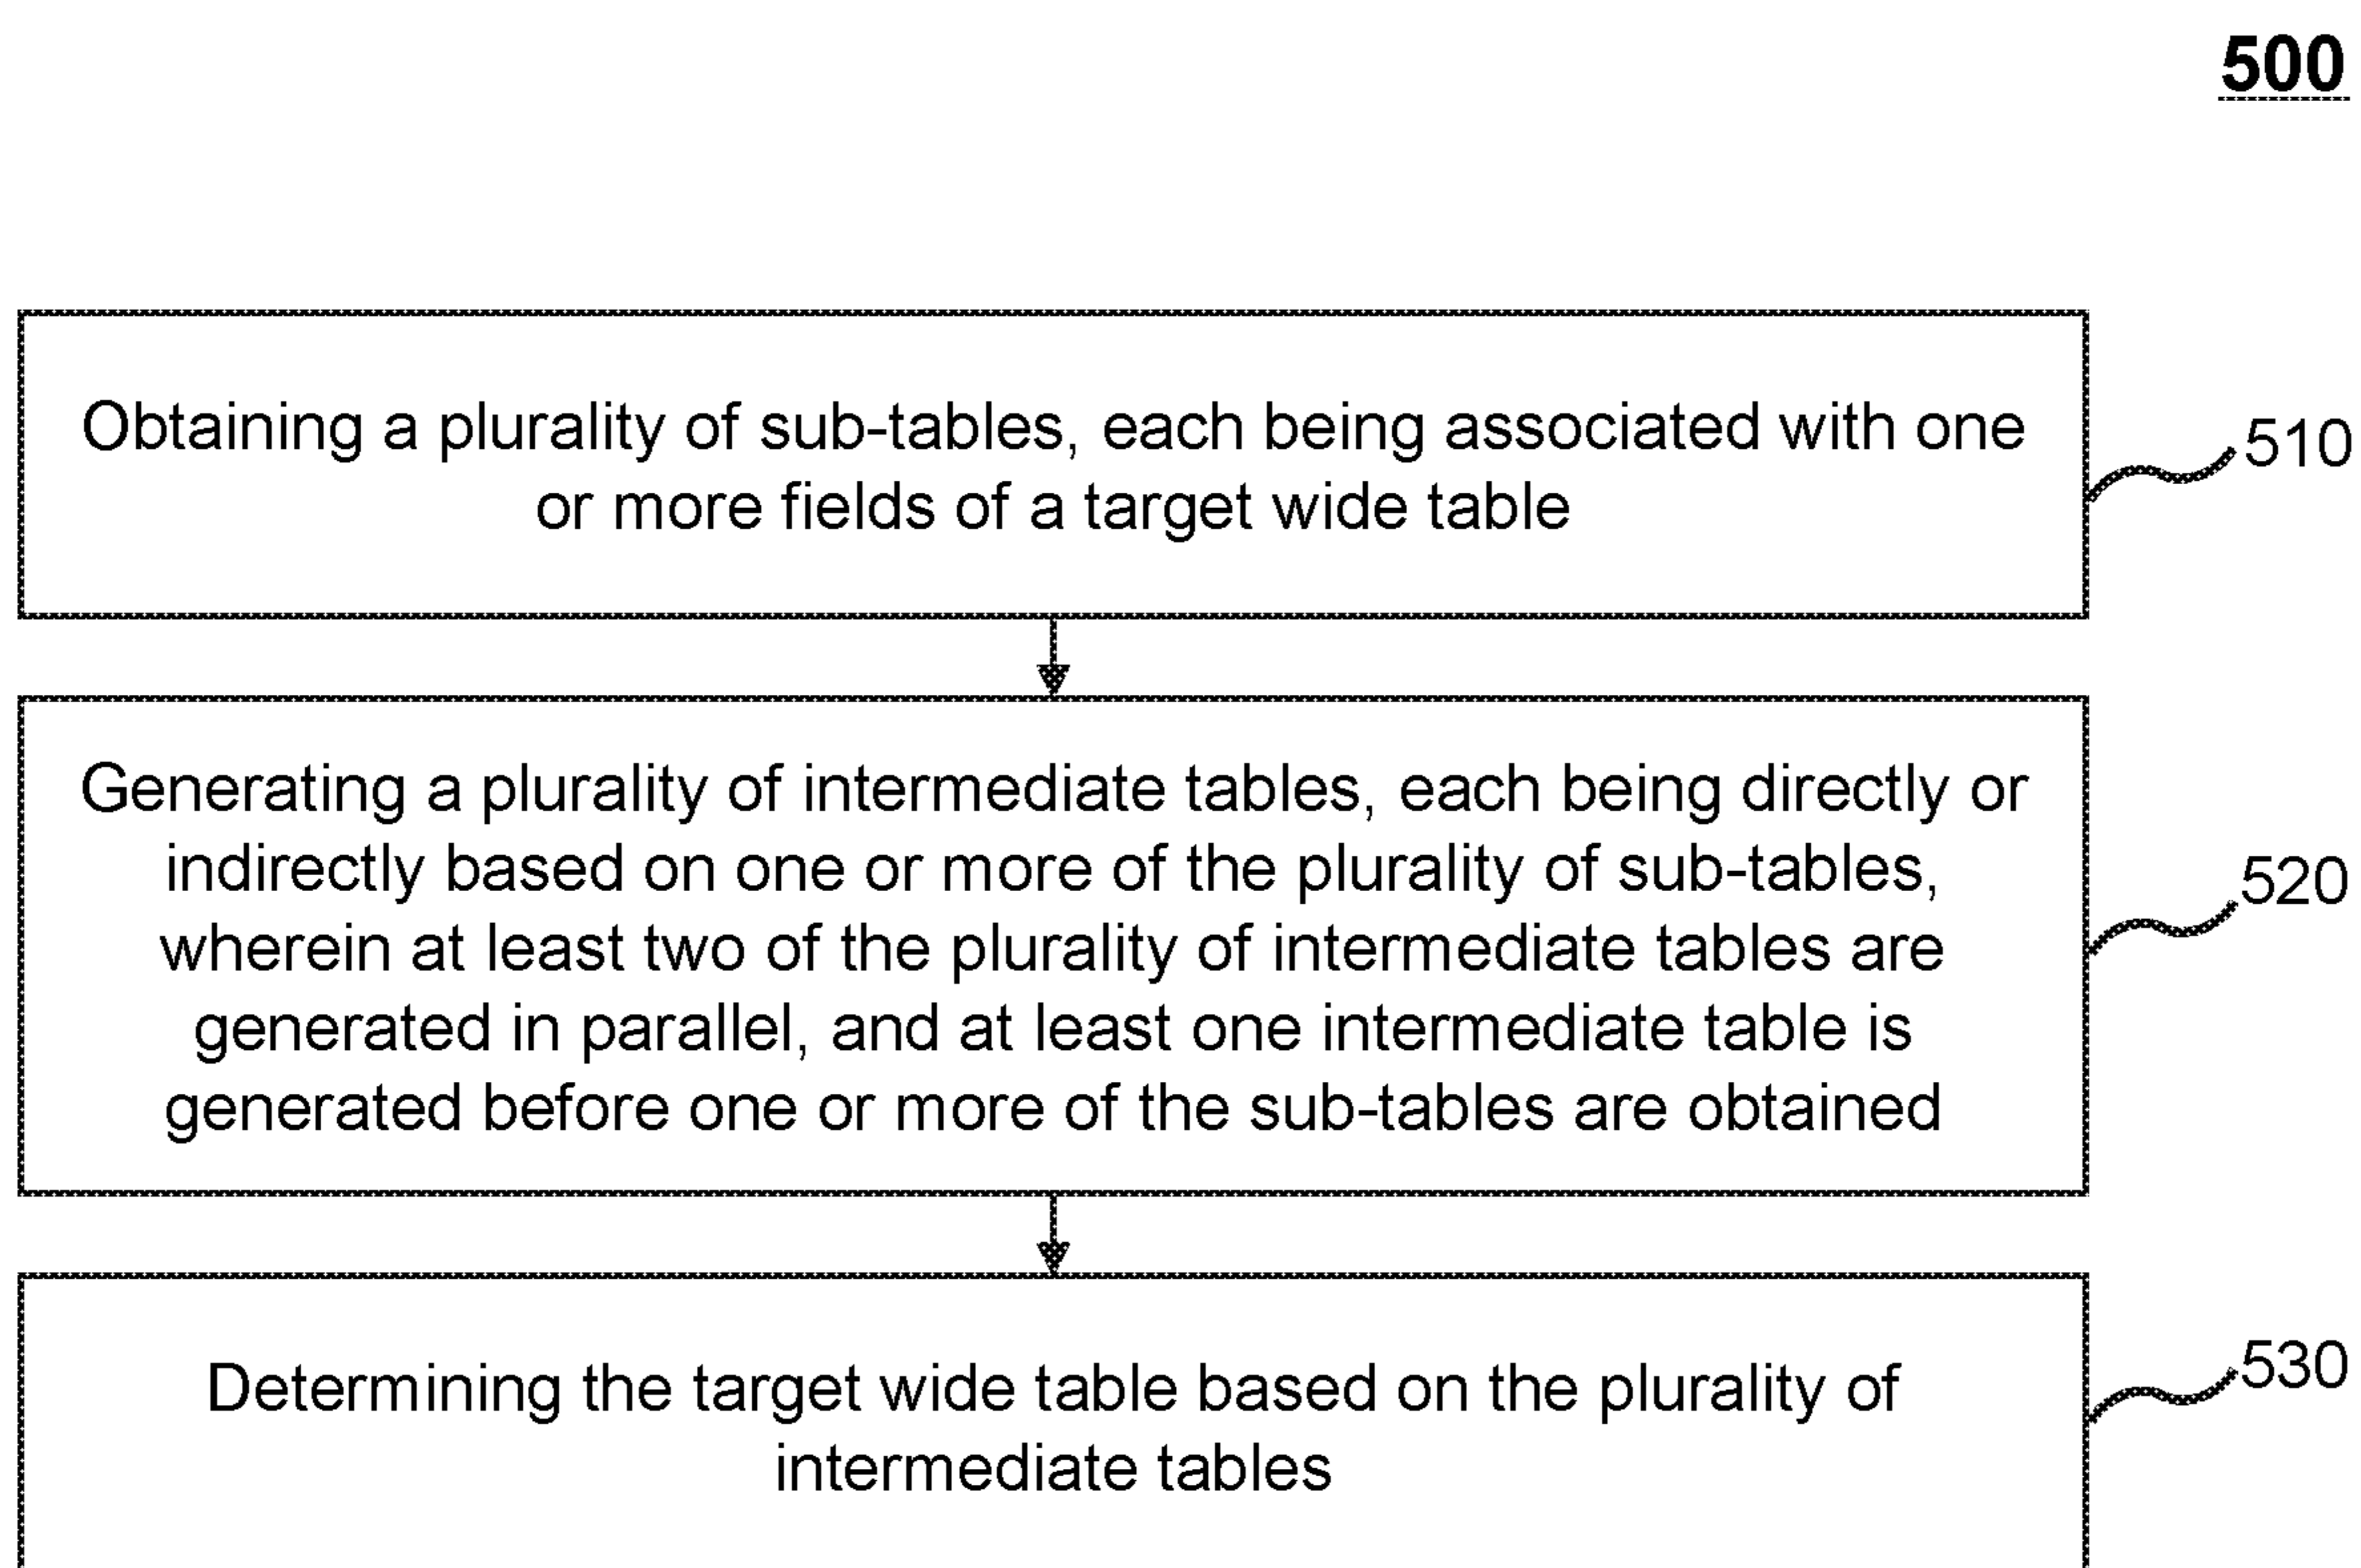 500
Obtaining a plurality of sub-tables, each being associated with one
or more fields of a target wide table
510
Generating a plurality of intermediate tables, each being directly or
indirectly based on one or more of the plurality of sub-tables,
wherein at least two of the plurality of intermediate tables are
generated in parallel, and at least one intermediate table is
generated before one or more of the sub-tables are obtained
520
Determining the target wide table based on the plurality of
intermediate tables
530